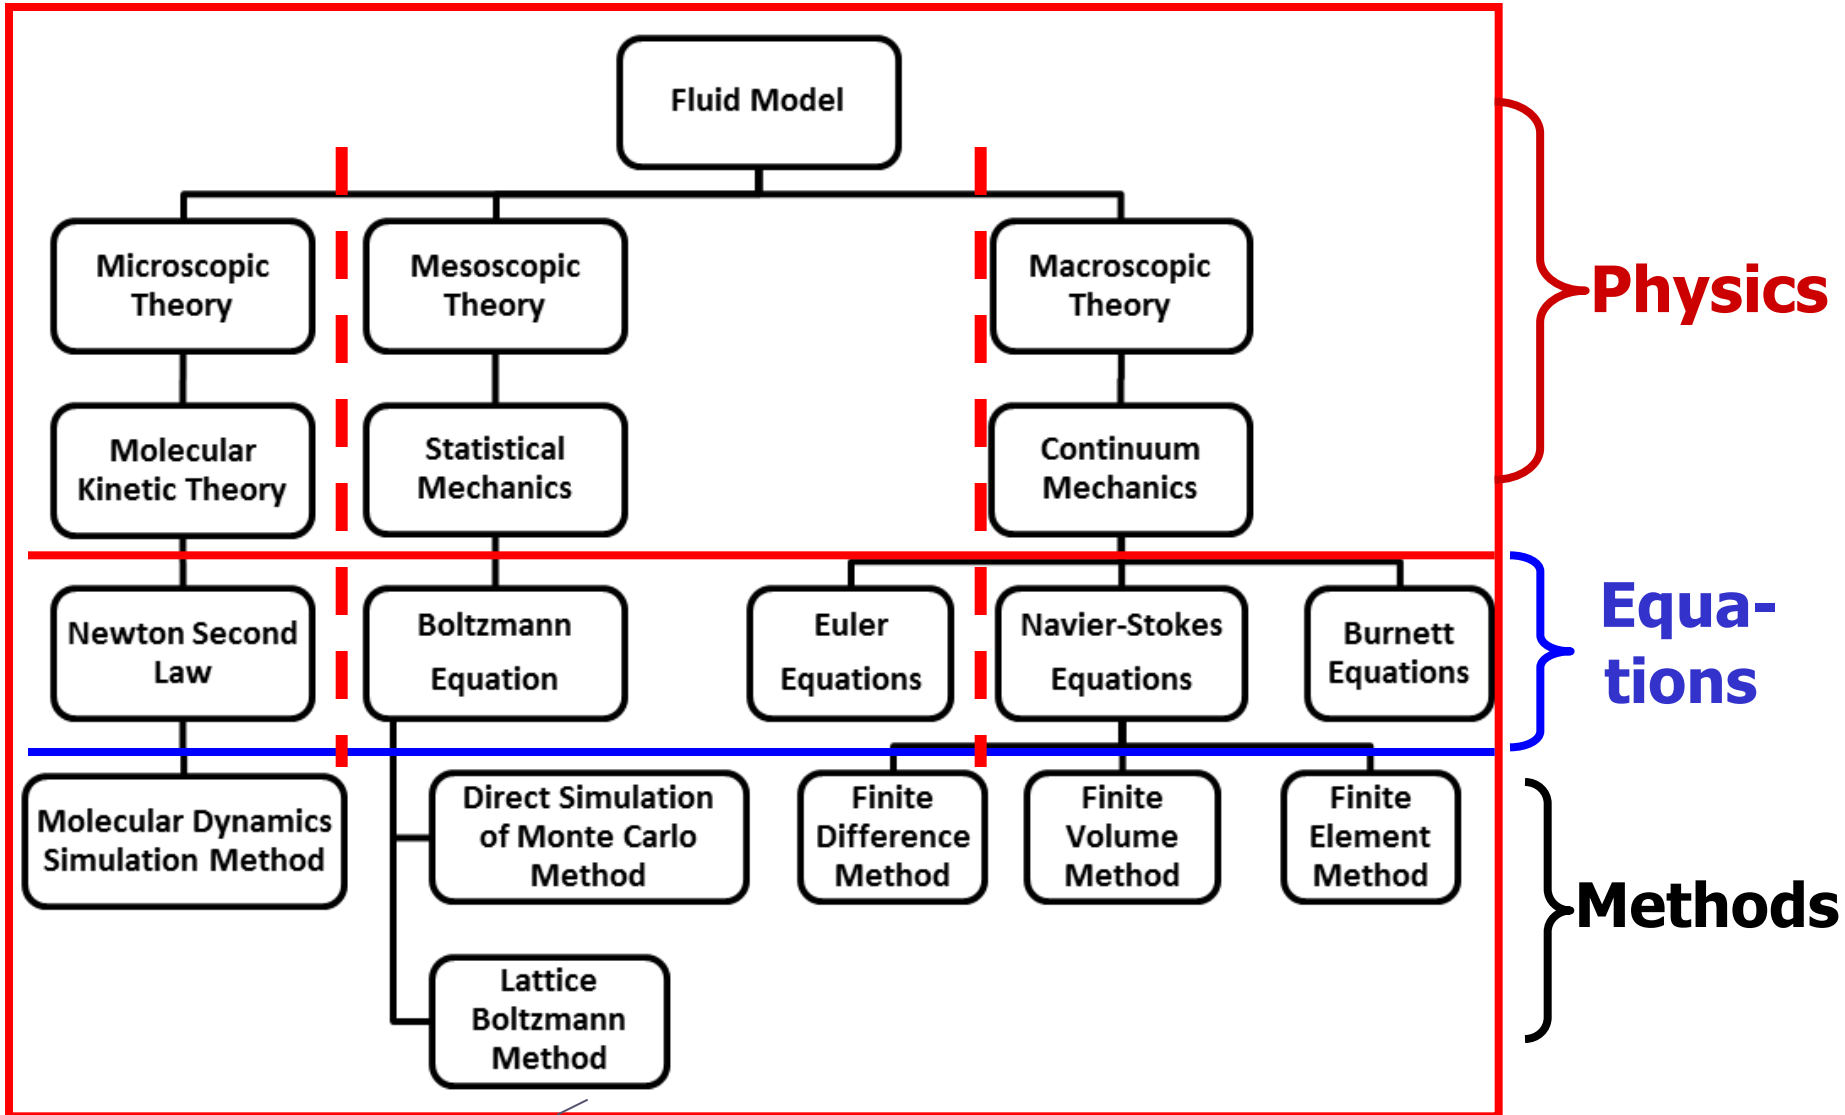 Fluid Model
Microscopic
Theory
Mesoscopic
Theory
Macroscopic
Theory
Physics
Molecular
Kinetic Theory
Statistical
Mechanics
Continuum
Mechanics
Newton Second
Law
Boltzmann
Equation
Euler
Equations
Navier-Stokes
Equations
Burnett
Equations
Equa-
tions
Molecular Dynamics
Simulation Method
Direct Simulation
of Monte Carlo
Method
Finite
Difference
Method
Finite
Volume
Method
Finite
Element
Method
Methods
Lattice
Boltzmann
Method